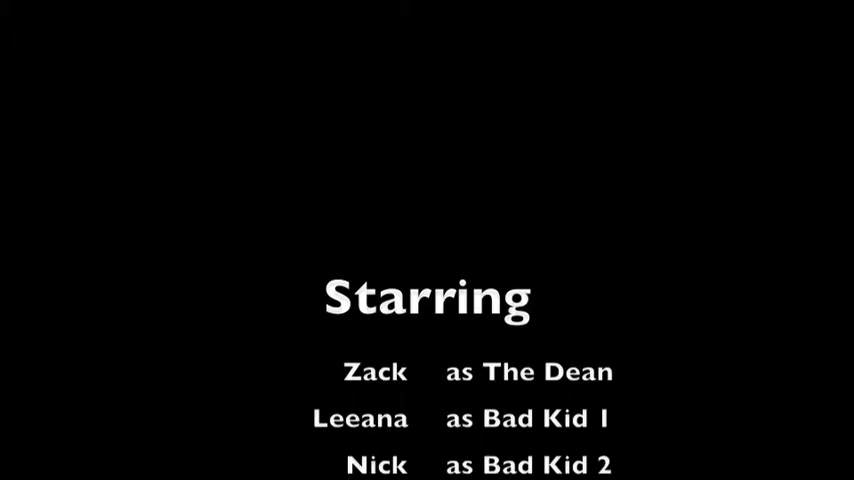 Starring
Zack as The Dean
Leeana as Bad Kid 1
Nick as Bad Kid 2